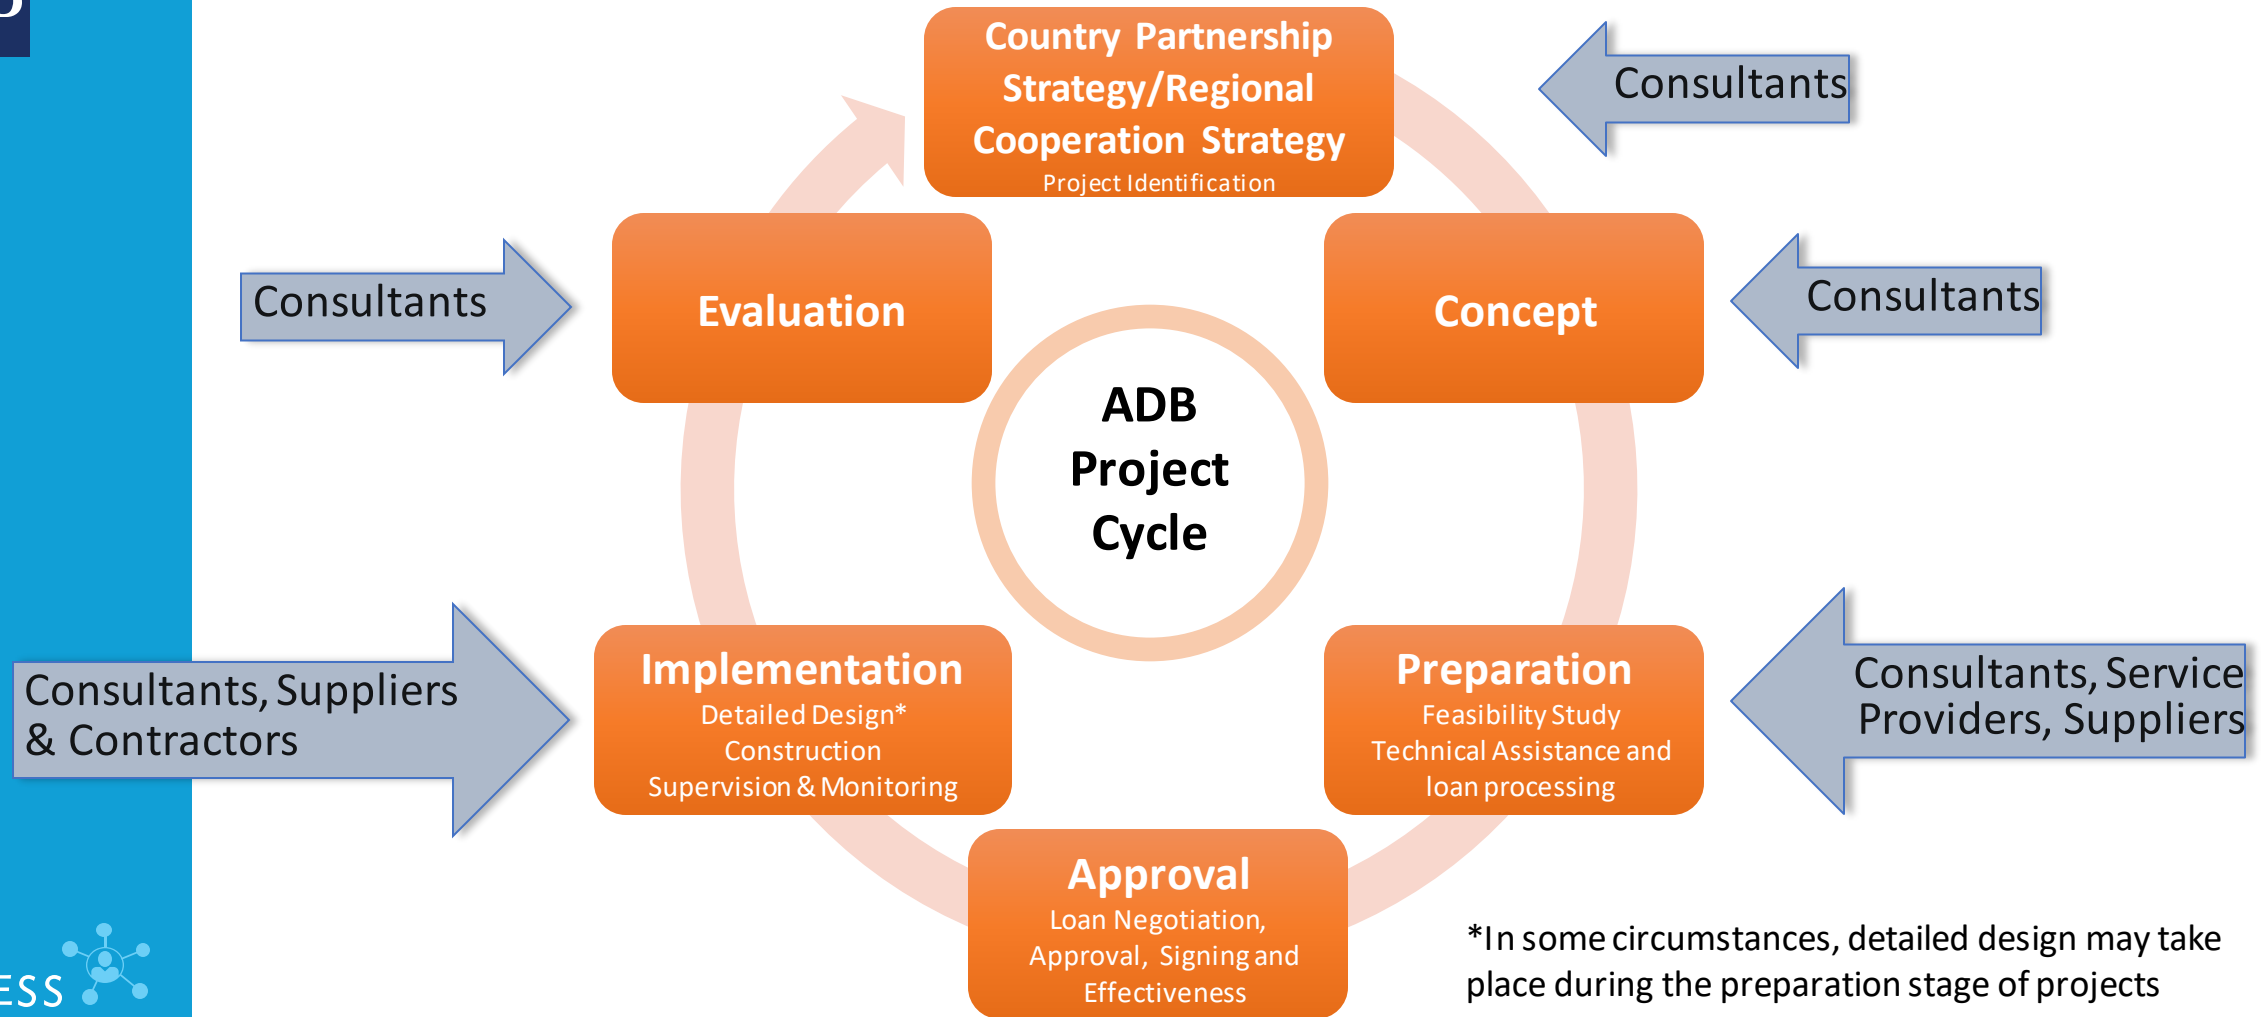 Country Partnership
Strategy/Regional
Cooperation Strategy
Project Identification
Consultants
Concept
Consultants
Preparation
Feasibility Study
Technical Assistance and
loan processing
Consultants, Service
Providers, Suppliers
Approval
Loan Negotiation,
Approval, Signing and
Effectiveness
Implementation
Detailed Design*
Construction
Supervision & Monitoring
Consultants, Suppliers
& Contractors
Evaluation
Consultants
ADB
Project
Cycle
*In some circumstances, detailed design may take
place during the preparation stage of projects
ESS